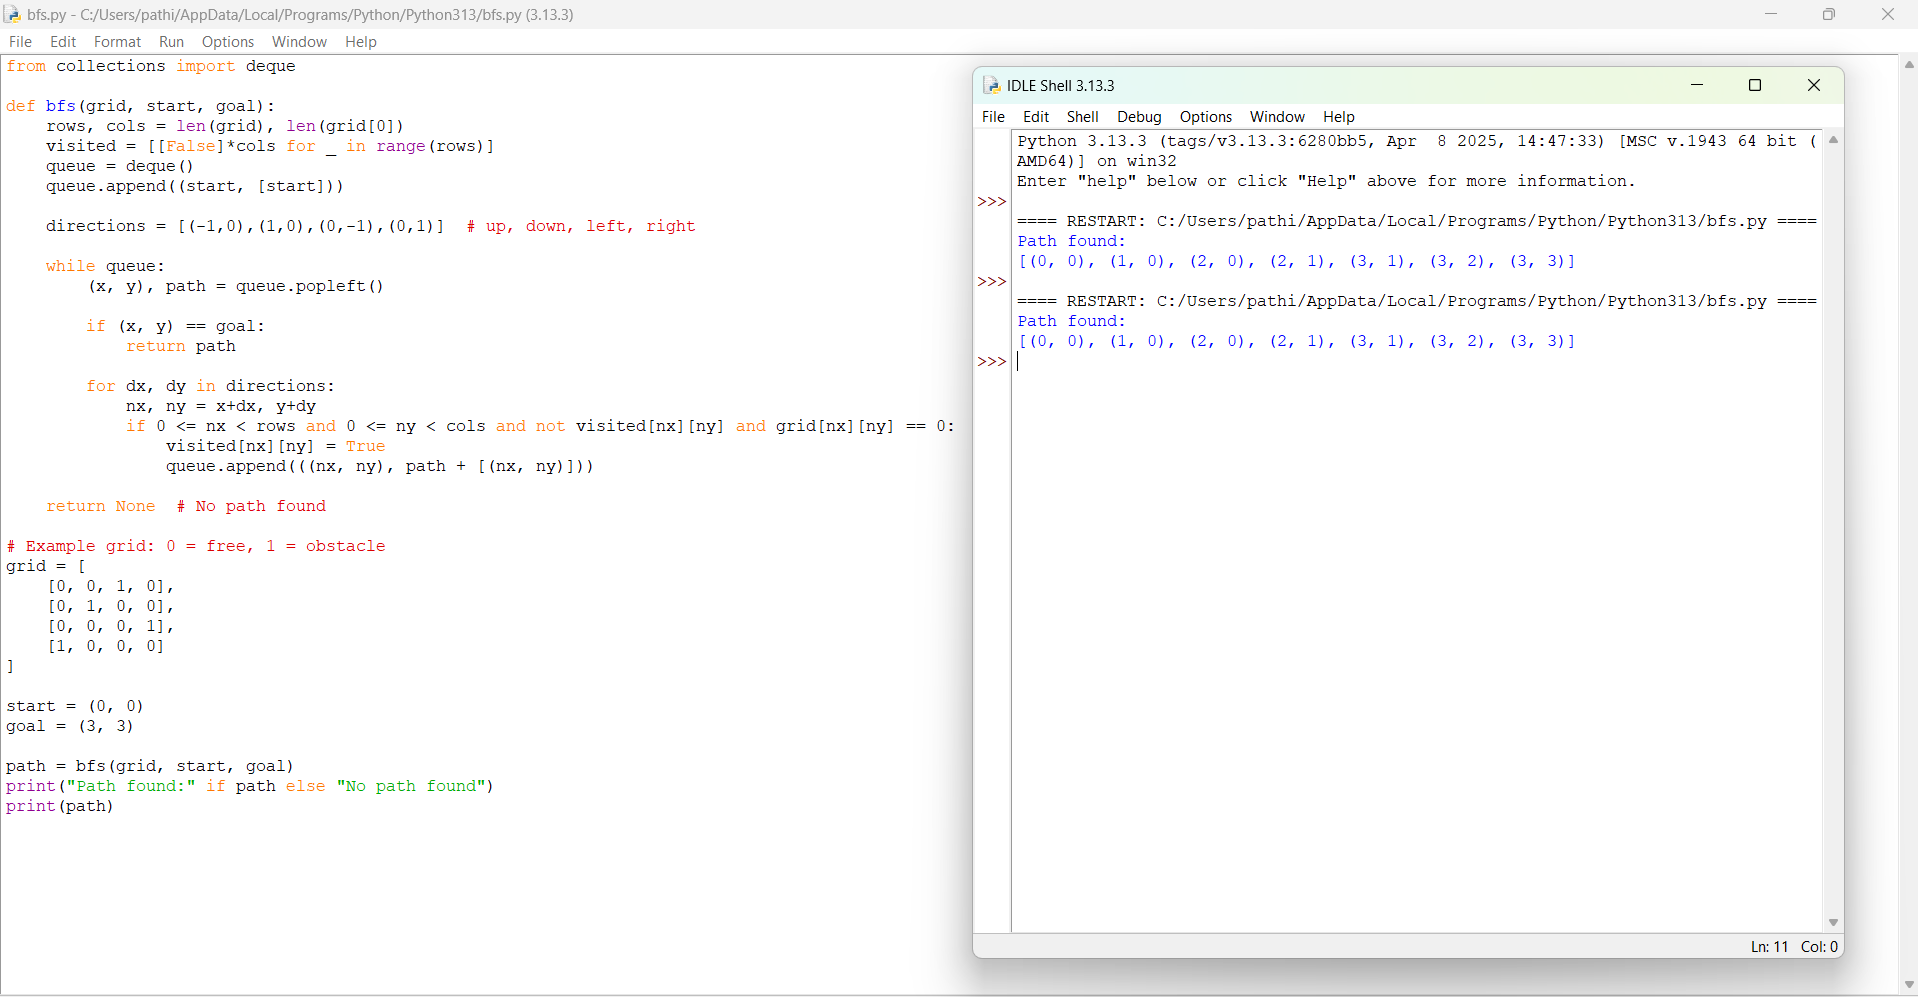 bfs.py - C:/Users/pathi/AppData/Local/Programs/Python/Python313/bfs.py (3.13.3)
File Edit Format Run Options Window Help
from collections import deque
def bfs(grid, start, goal):
    rows, cols = len(grid), len(grid[0])
    visited = [[False]*cols for _ in range(rows)]
    queue = deque()
    queue.append((start, [start]))
    directions = [(-1,0),(1,0),(0,-1),(0,1)]  # up, down, left, right
    while queue:
        (x, y), path = queue.popleft()
        if (x, y) == goal:
            return path
        for dx, dy in directions:
            nx, ny = x+dx, y+dy
            if 0 <= nx < rows and 0 <= ny < cols and not visited[nx][ny] and grid[nx][ny] == 0:
                visited[nx][ny] = True
                queue.append(((nx, ny), path + [(nx, ny)]))
    return None  # No path found
# Example grid: 0 = free, 1 = obstacle
grid = [
    [0, 0, 1, 0],
    [0, 1, 0, 0],
    [0, 0, 0, 1],
    [1, 0, 0, 0]
]
start = (0, 0)
goal = (3, 3)
path = bfs(grid, start, goal)
print("Path found:" if path else "No path found")
print(path)
IDLE Shell 3.13.3
File Edit Shell Debug Options Window Help
Python 3.13.3 (tags/v3.13.3:6280bb5, Apr  8 2025, 14:47:33) [MSC v.1943 64 bit (
AMD64)] on win32
Enter "help" below or click "Help" above for more information.
>>>
==== RESTART: C:/Users/pathi/AppData/Local/Programs/Python/Python313/bfs.py ====
Path found:
[(0, 0), (1, 0), (2, 0), (2, 1), (3, 1), (3, 2), (3, 3)]
>>>
==== RESTART: C:/Users/pathi/AppData/Local/Programs/Python/Python313/bfs.py ====
Path found:
[(0, 0), (1, 0), (2, 0), (2, 1), (3, 1), (3, 2), (3, 3)]
>>>
Ln: 11 Col: 0